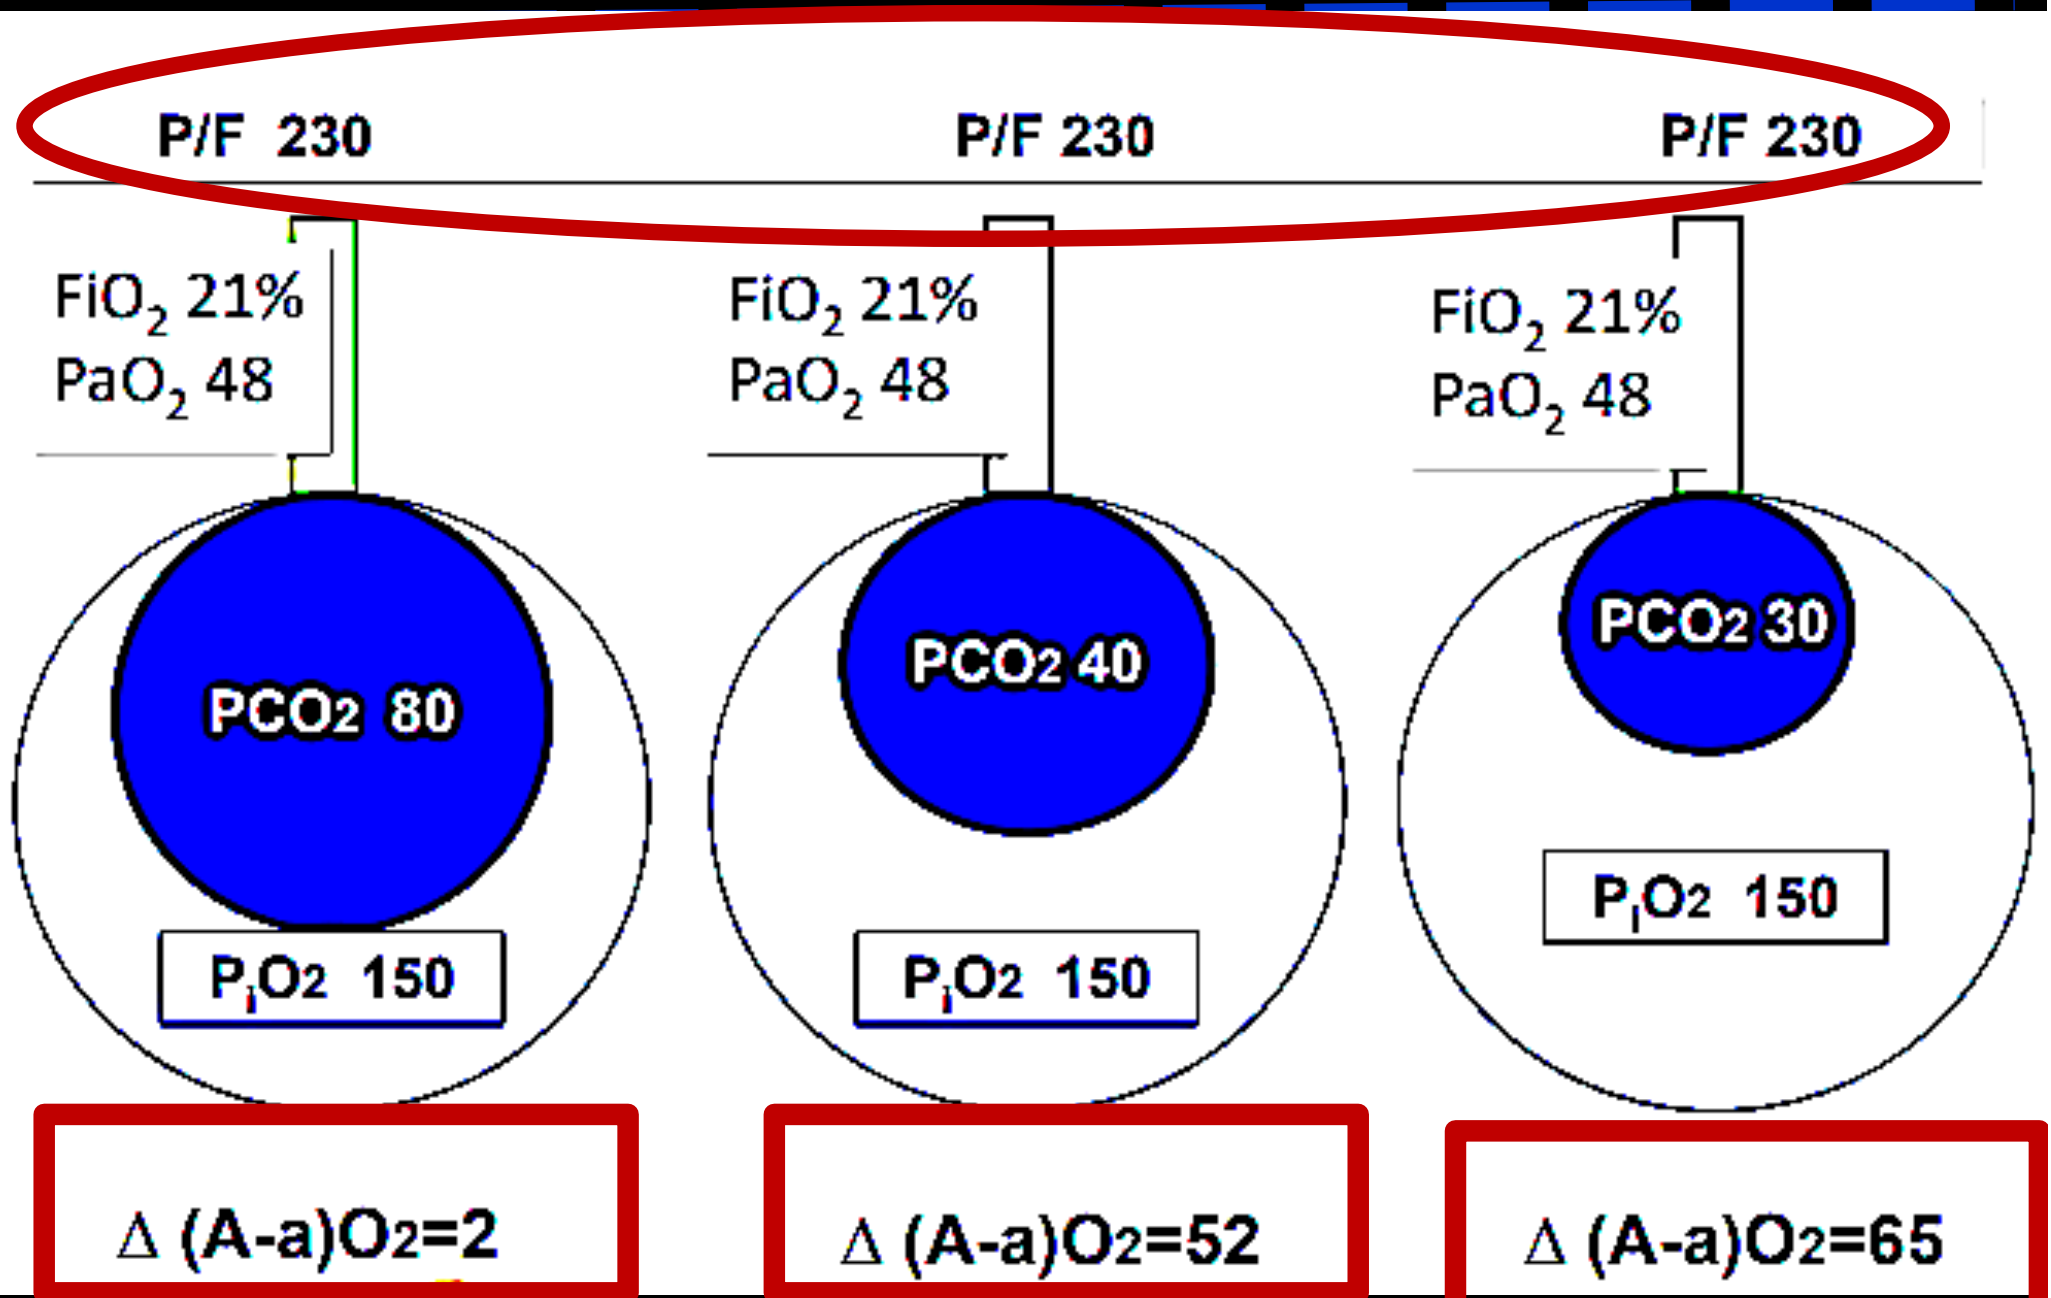 P/F 230
P/F 230
P/F 230
FiO₂ 21%
PaO₂ 48
FiO₂ 21%
PaO₂ 48
FiO₂ 21%
PaO₂ 48
PCO2 80
PCO2 40
PCO2 30
PiO2 150
PiO2 150
PiO2 150
Δ (A-a)O2=2
Δ (A-a)O2=52
Δ (A-a)O2=65